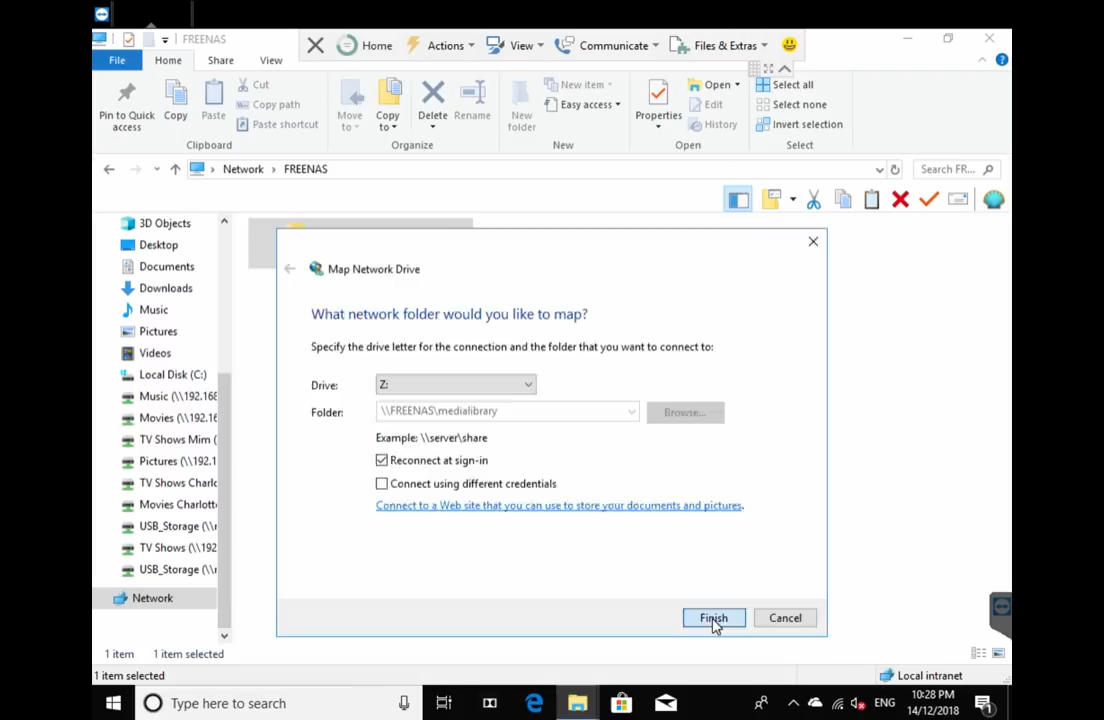 FREENAS
Home
Actions
View
Communicate
Files & Extras
File
Home
Share
View
Pin to Quick access
Copy
Paste
Cut
Copy path
Paste shortcut
Clipboard
Move to
Copy to
Delete
Rename
Organize
New folder
New item
Easy access
New
Properties
Open
Edit
History
Open
Select all
Select none
Invert selection
Select
Network > FREENAS
Search FR...
3D Objects
Desktop
Documents
Downloads
Music
Pictures
Videos
Local Disk (C:)
Music (\\192.168
Movies (\\192.16
TV Shows Mim (
Pictures (\\192.1
TV Shows Charlo
Movies Charlotte
USB_Storage (\\r
TV Shows (\\192
USB_Storage (\\r
Network
Map Network Drive
What network folder would you like to map?
Specify the drive letter for the connection and the folder that you want to connect to:
Drive: Z:
Folder: \\FREENAS\medialibrary Browse...
Example: \\server\share
Reconnect at sign-in
Connect using different credentials
Connect to a Web site that you can use to store your documents and pictures.
Finish Cancel
1 item 1 item selected
1 item selected
Local intranet
Type here to search
ENG
10:28 PM
14/12/2018
1